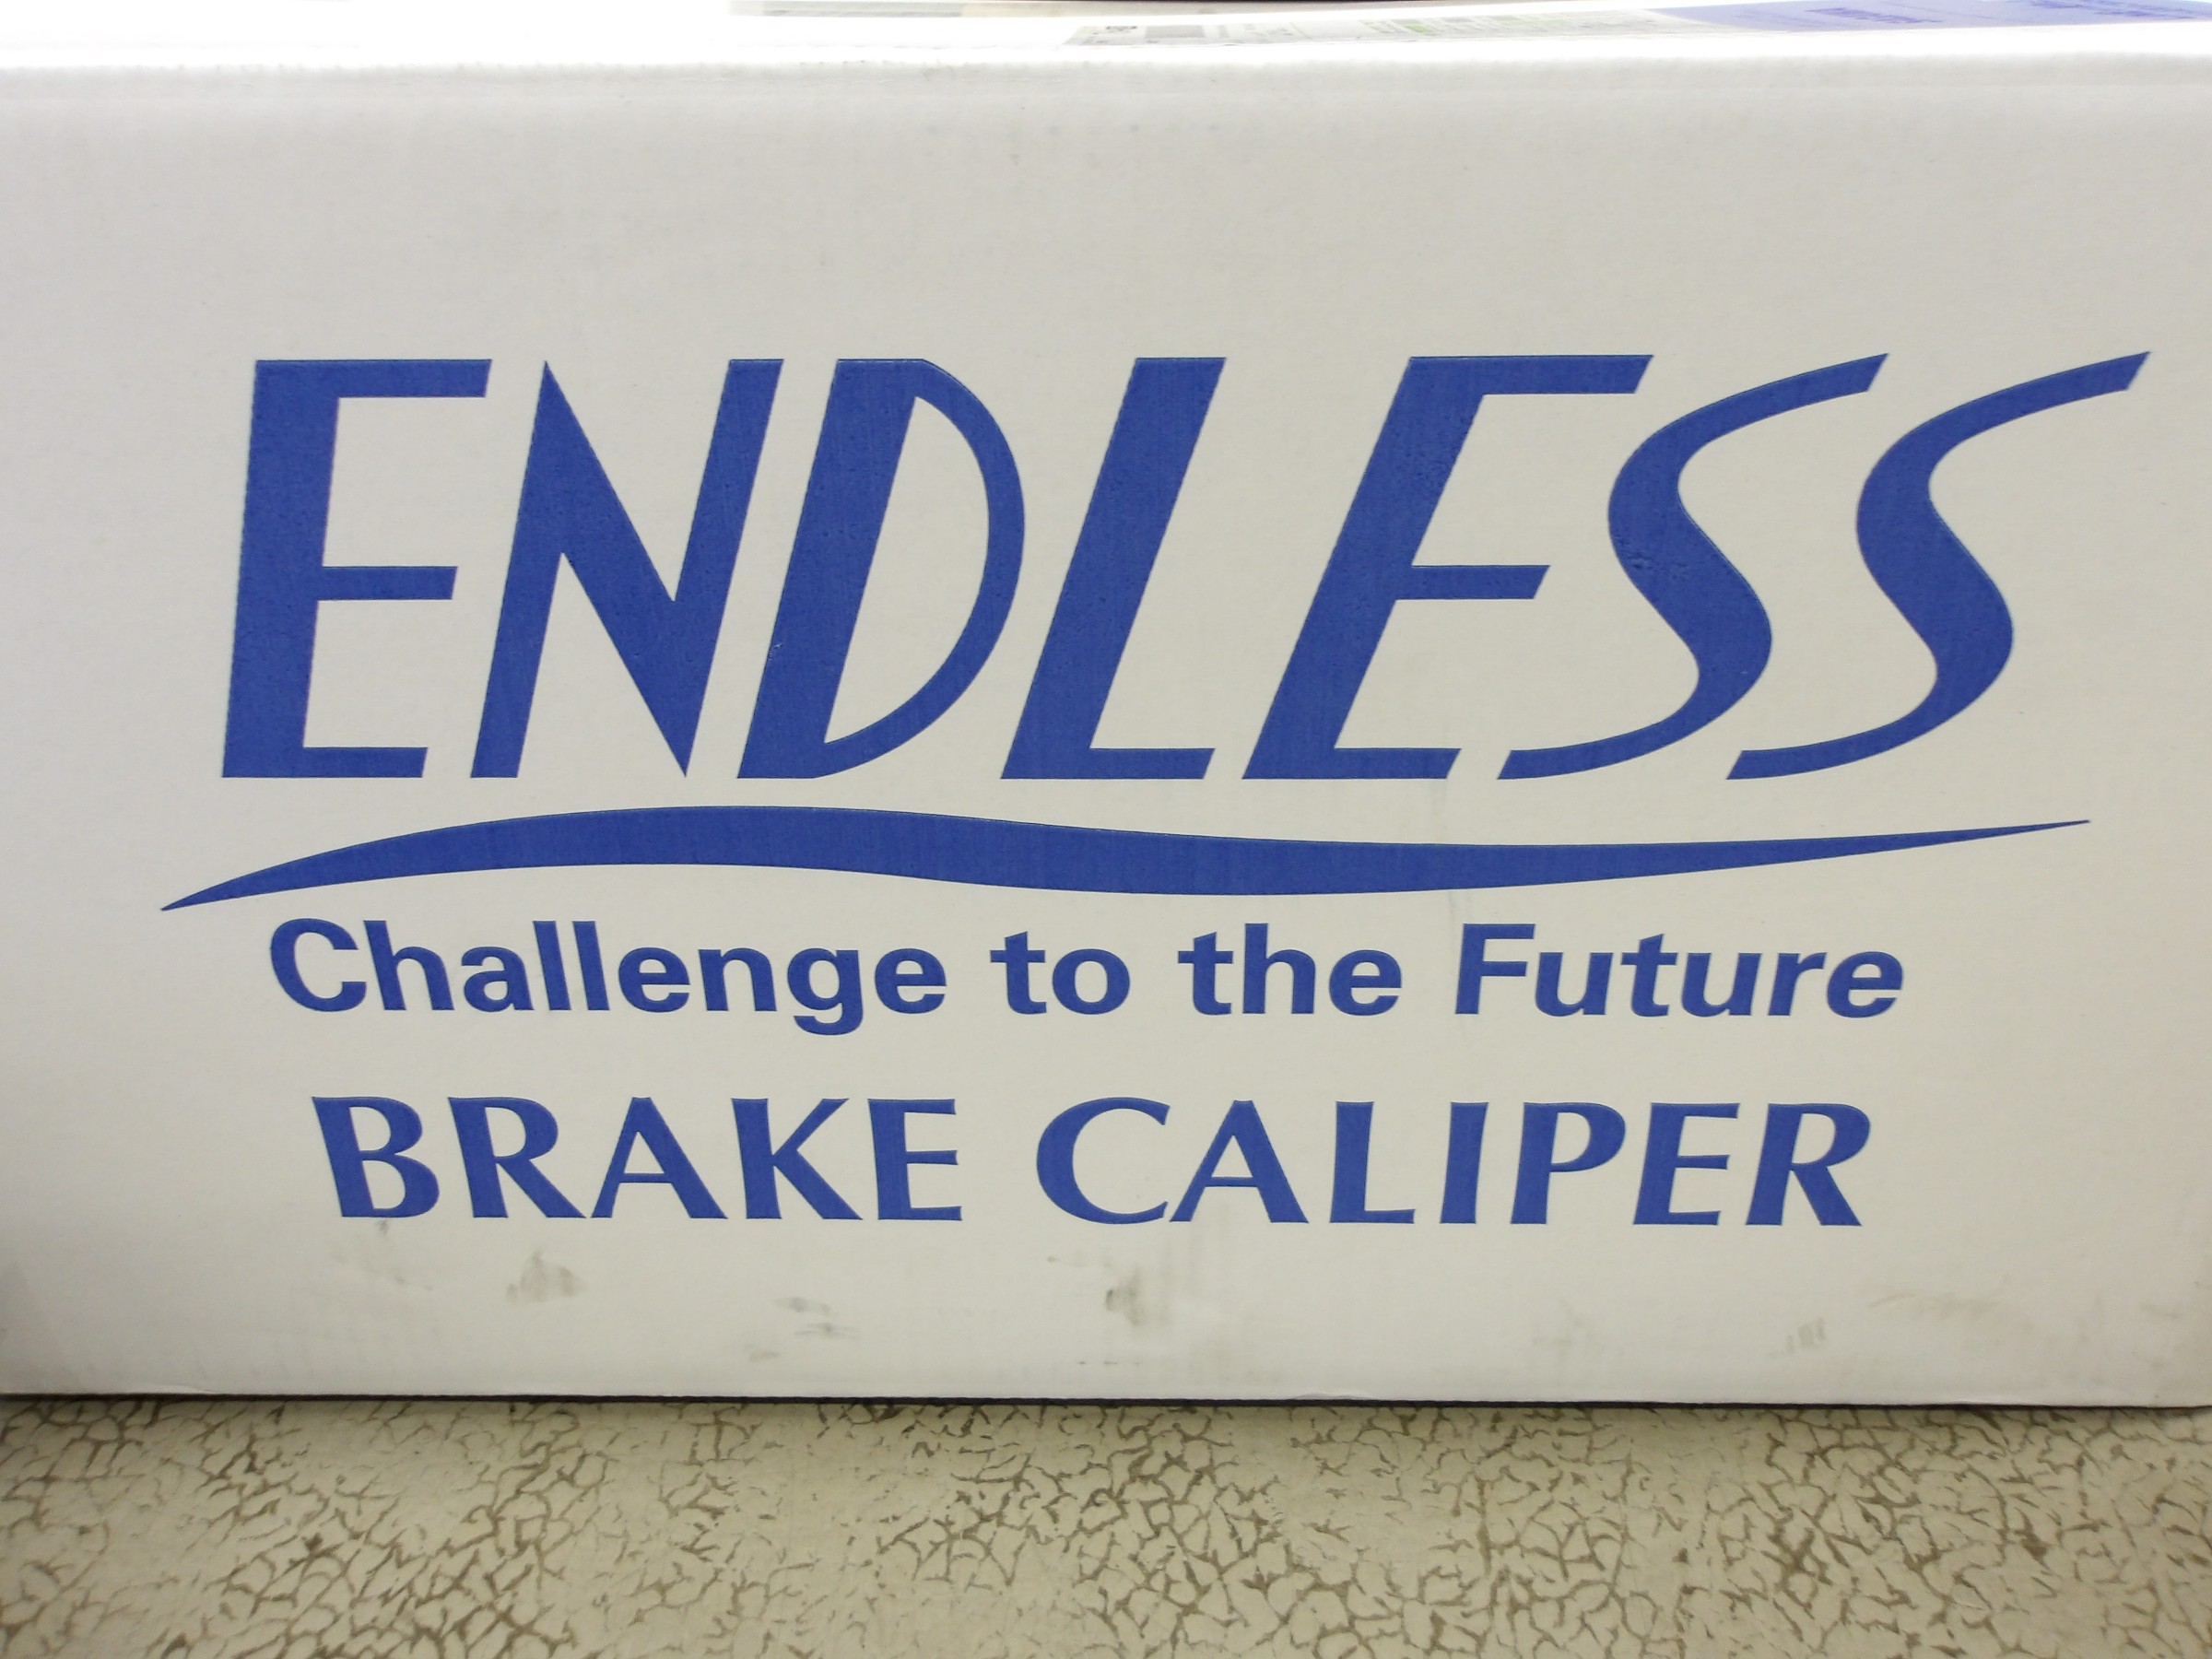 ENDLESS
Challenge to the Future
BRAKE CALIPER